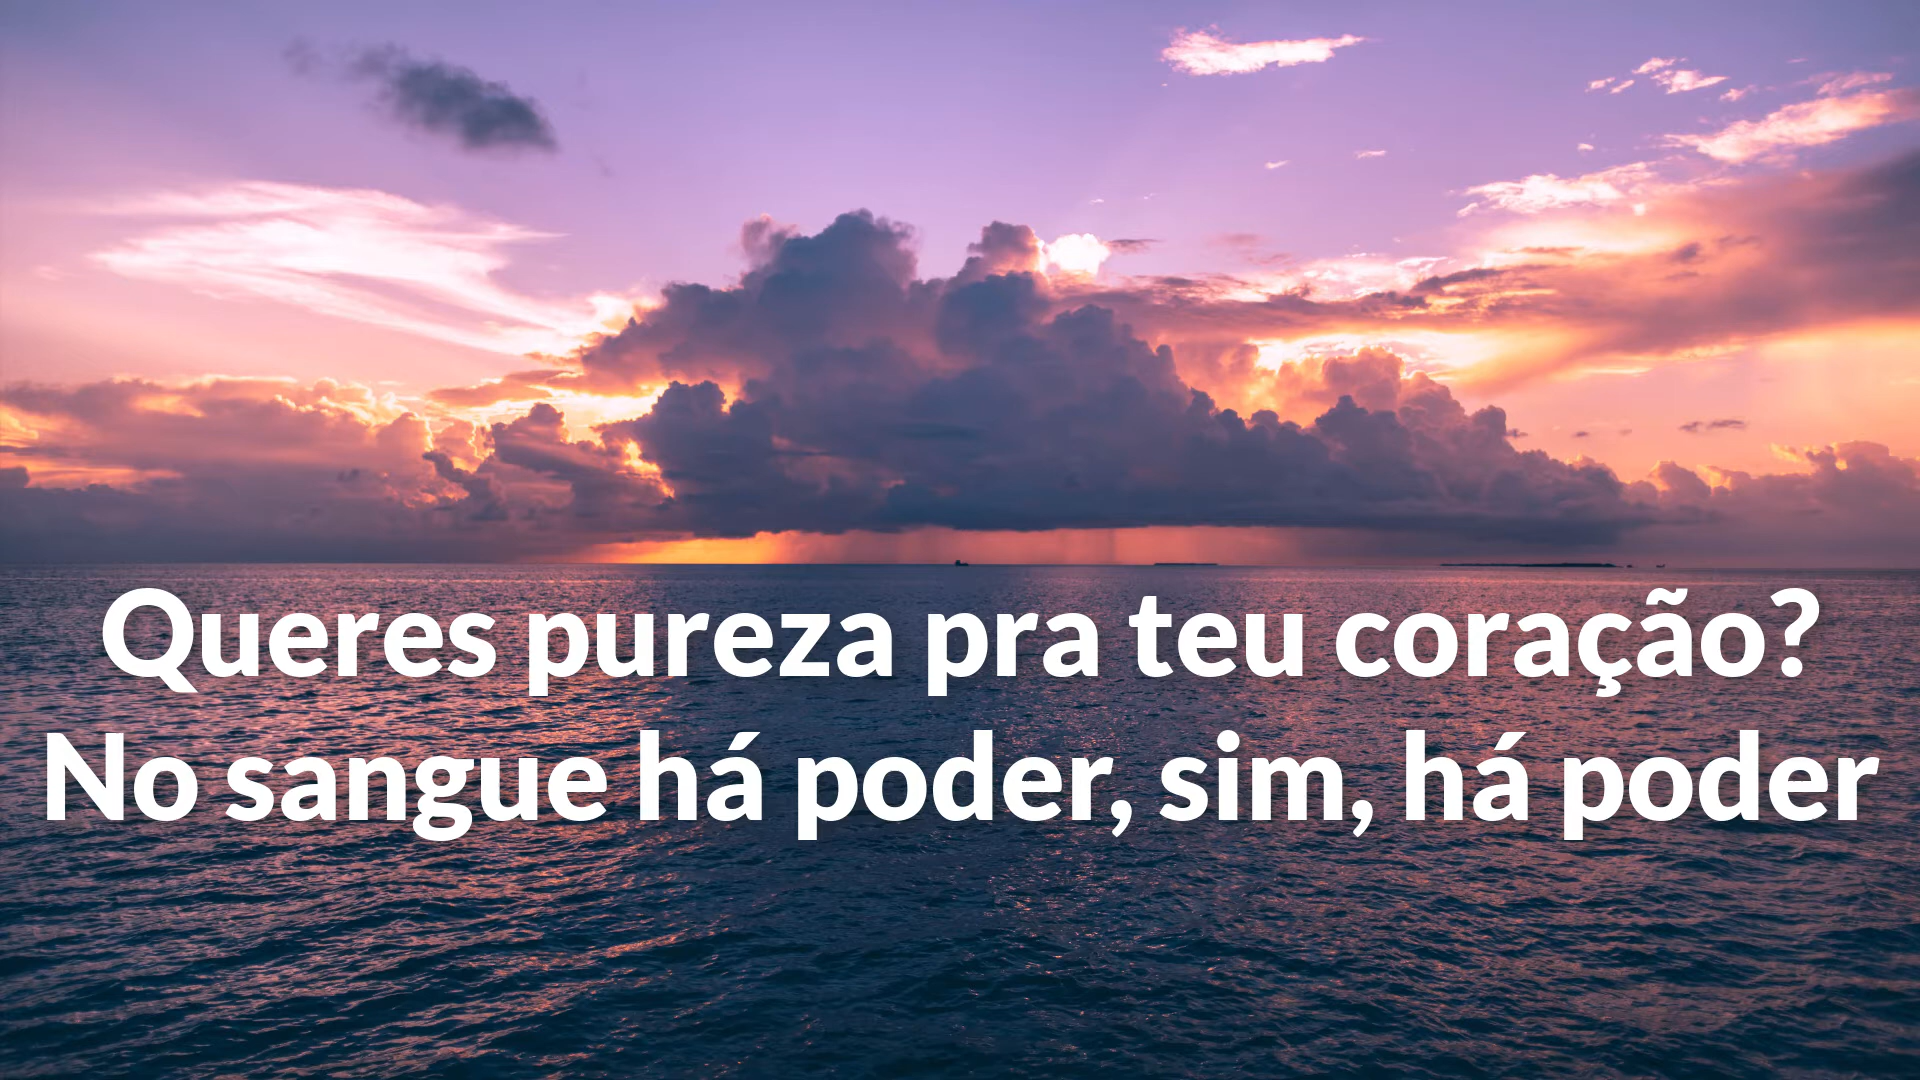 Queres pureza pra teu coração?
No sangue há poder, sim, há poder